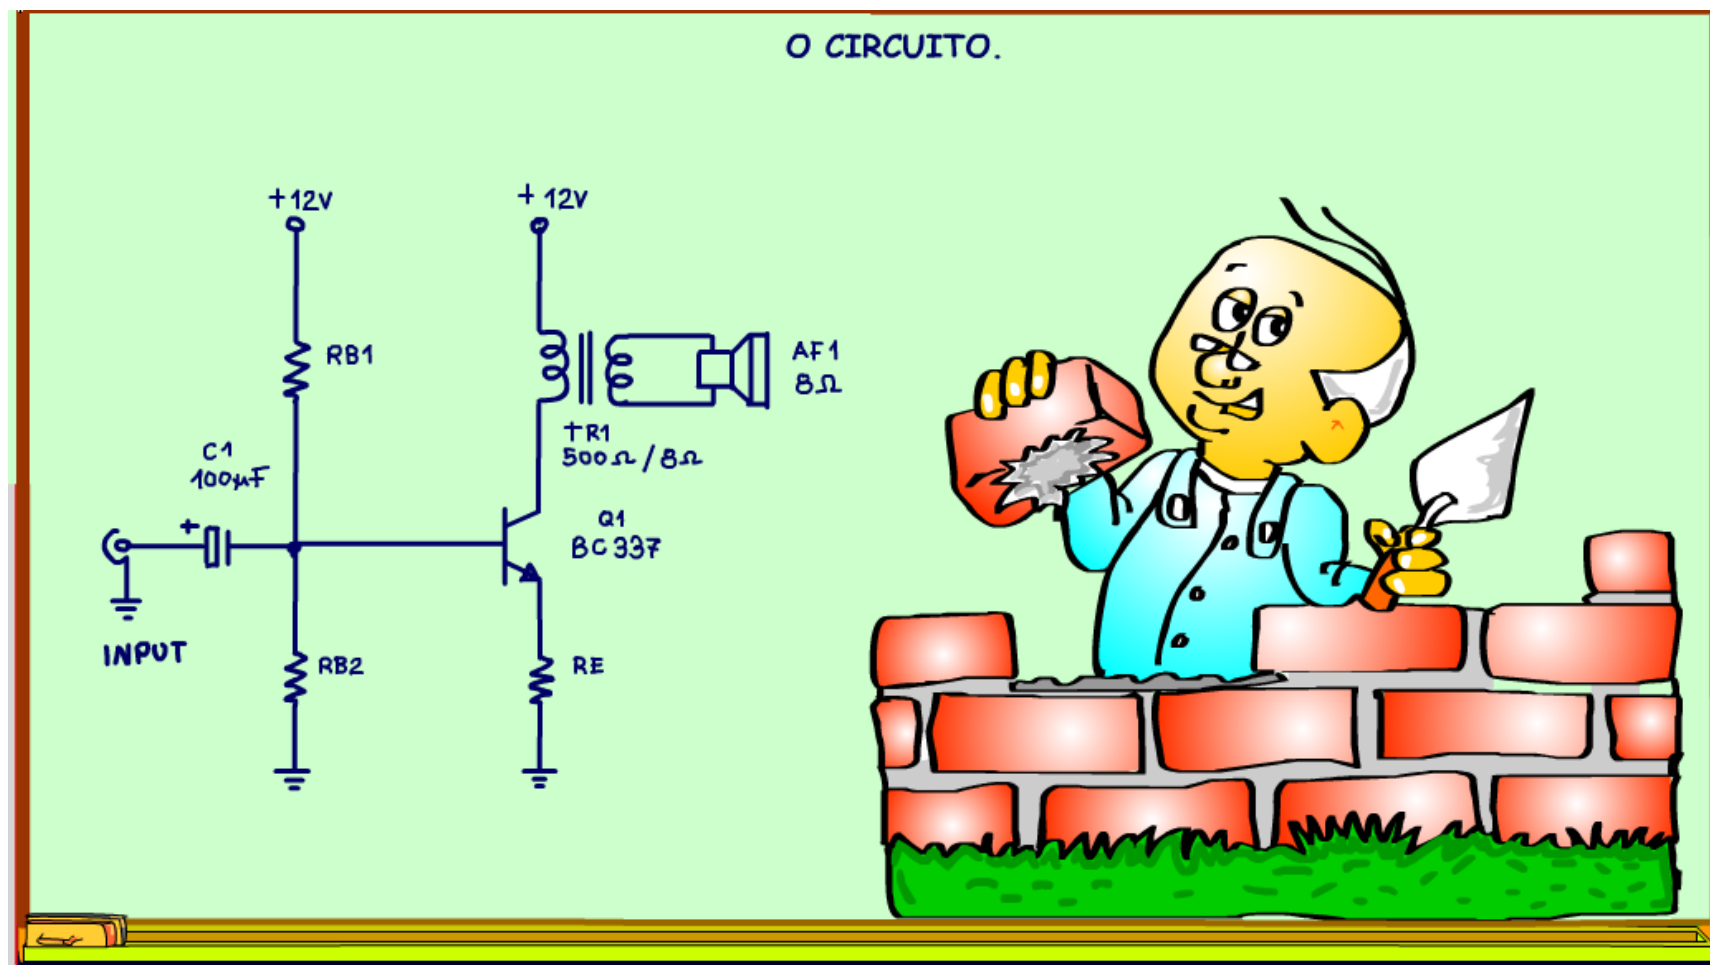 O CIRCUITO.
+12V
+12V
RB1
AF1
8Ω
TR1
500Ω/8Ω
C1
100µF
+
Q1
BC337
INPUT
RB2
RE